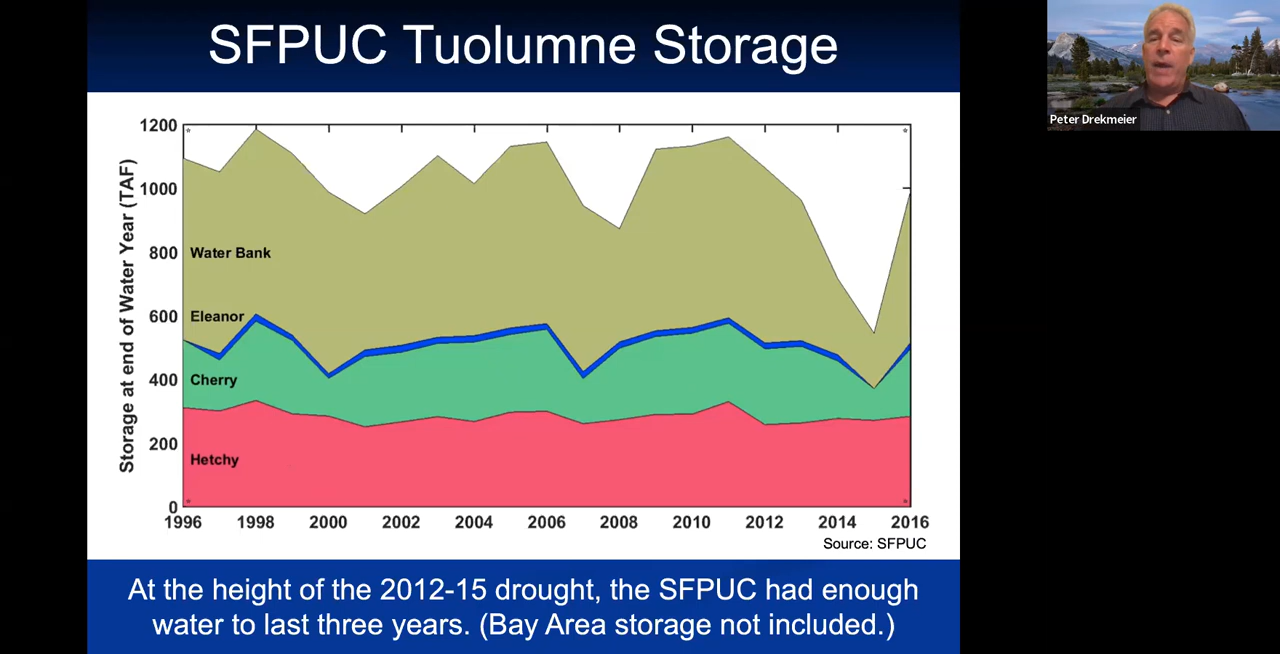 SFPUC Tuolumne Storage
Peter Drekmeier
Storage at end of Water Year (TAF)
1200
1000
800
600
400
200
0
Water Bank
Eleanor
Cherry
Hetchy
1996 1998 2000 2002 2004 2006 2008 2010 2012 2014 2016
Source: SFPUC
At the height of the 2012-15 drought, the SFPUC had enough
water to last three years. (Bay Area storage not included.)